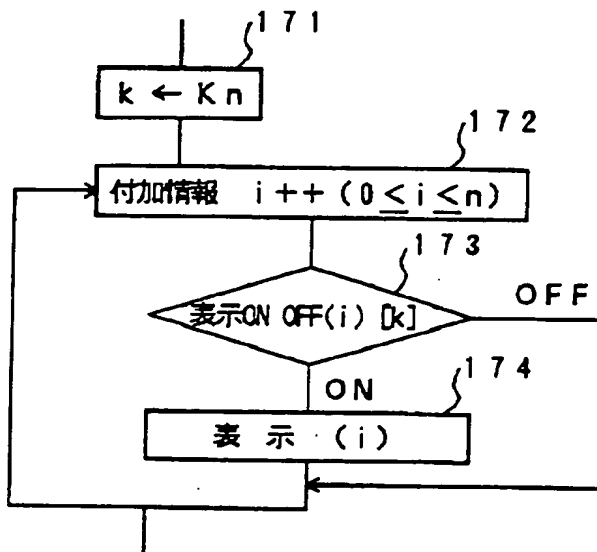 171
k ← Kn
172
付加情報 i++(0≦i≦n)
173
表示ON OFF(i) [k]
OFF
ON
174
表示 (i)